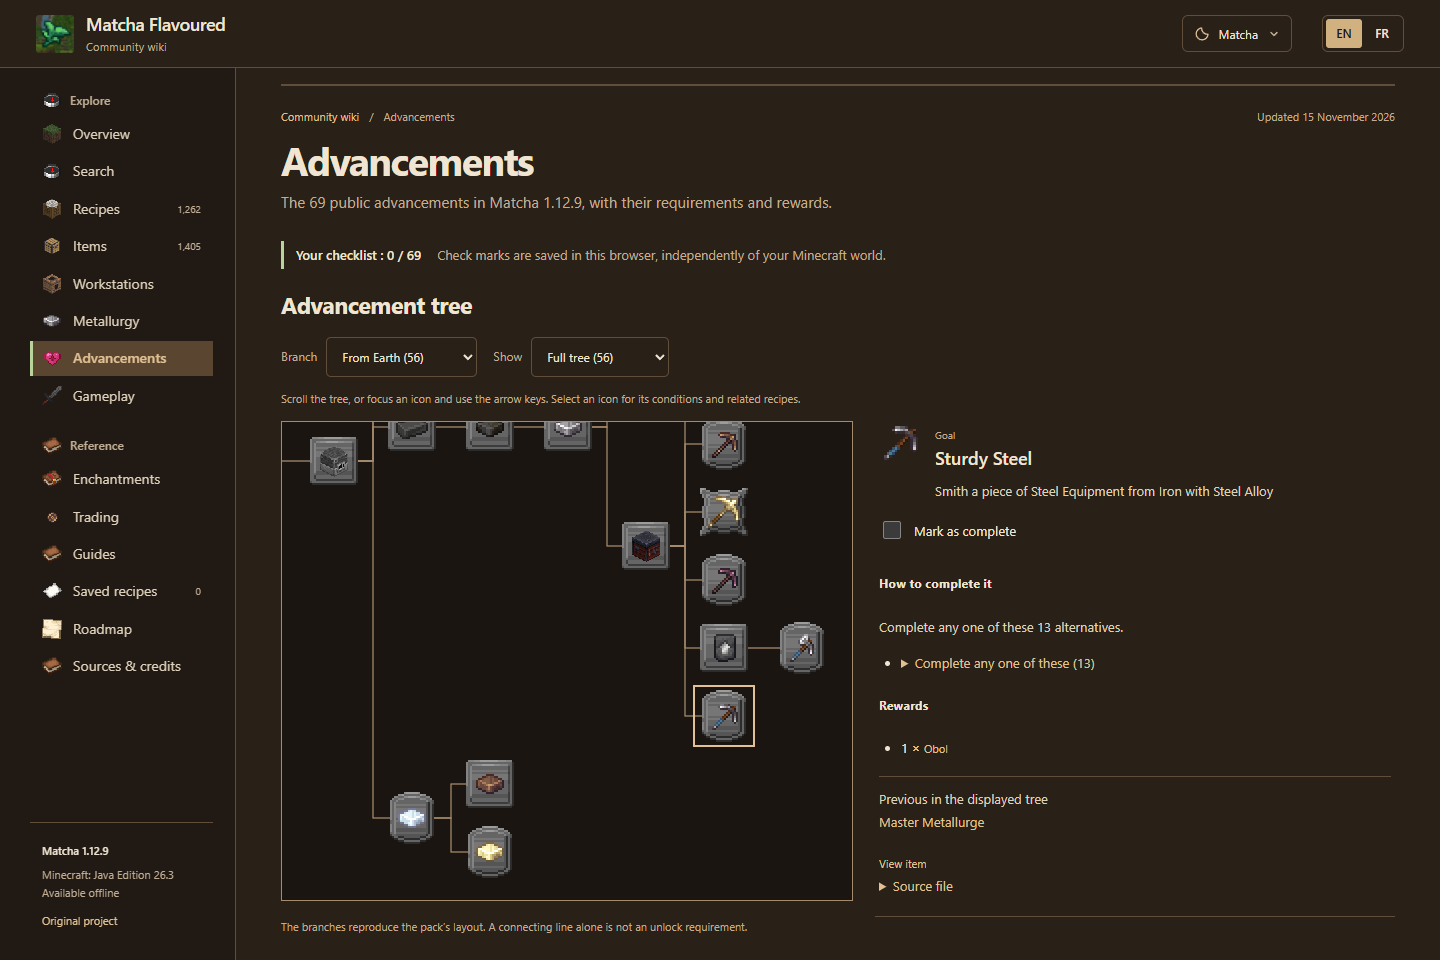 Matcha Flavoured
Community wiki
Matcha
EN
FR
Explore
Overview
Search
Recipes 1,262
Items 1,405
Workstations
Metallurgy
Advancements
Gameplay
Reference
Enchantments
Trading
Guides
Saved recipes 0
Roadmap
Sources & credits
Matcha 1.12.9
Minecraft: Java Edition 26.3
Available offline
Original project
Community wiki / Advancements
Updated 15 November 2026
Advancements
The 69 public advancements in Matcha 1.12.9, with their requirements and rewards.
Your checklist : 0 / 69 Check marks are saved in this browser, independently of your Minecraft world.
Advancement tree
Branch From Earth (56) Show Full tree (56)
Scroll the tree, or focus an icon and use the arrow keys. Select an icon for its conditions and related recipes.
The branches reproduce the pack's layout. A connecting line alone is not an unlock requirement.
Goal
Sturdy Steel
Smith a piece of Steel Equipment from Iron with Steel Alloy
Mark as complete
How to complete it
Complete any one of these 13 alternatives.
Complete any one of these (13)
Rewards
1 × Obol
Previous in the displayed tree
Master Metallurge
View item
Source file